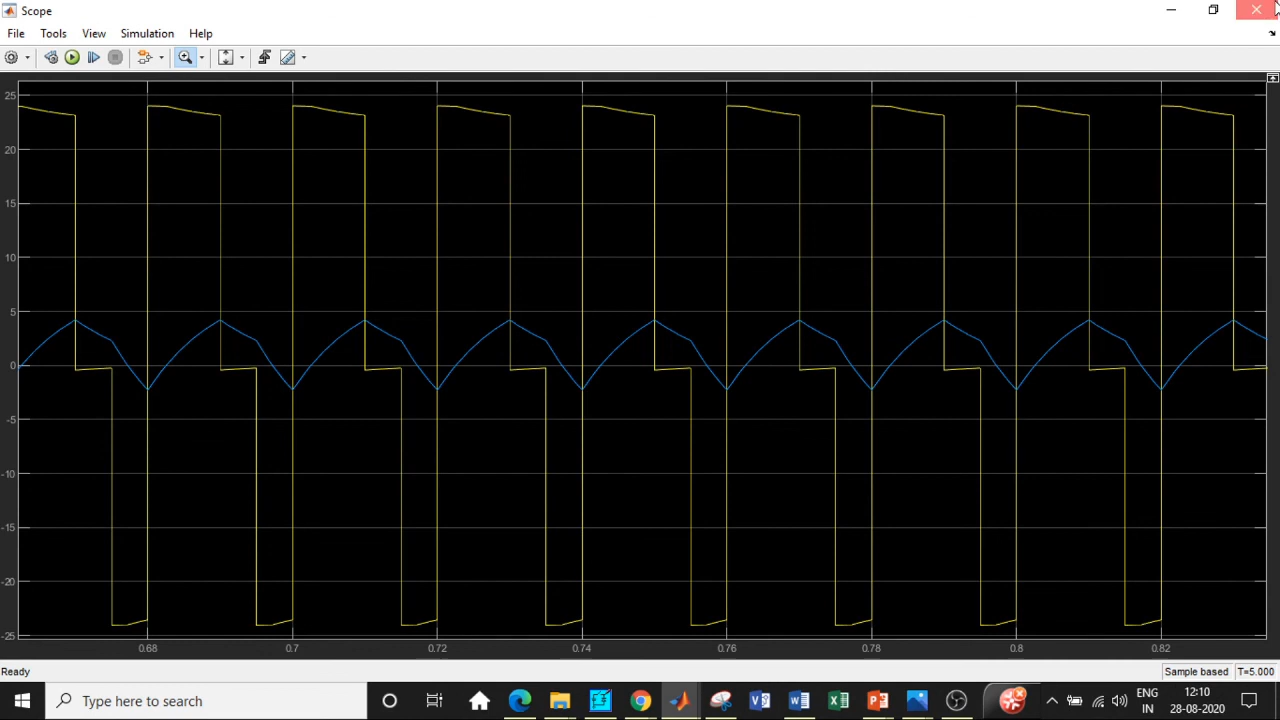 Scope
File Tools View Simulation Help
25
20
15
10
5
0
-5
-10
-15
-20
-25
0.68 0.7 0.72 0.74 0.76 0.78 0.8 0.82
Ready Sample based T=5.000
Type here to search
ENG 12:10
IN 28-08-2020